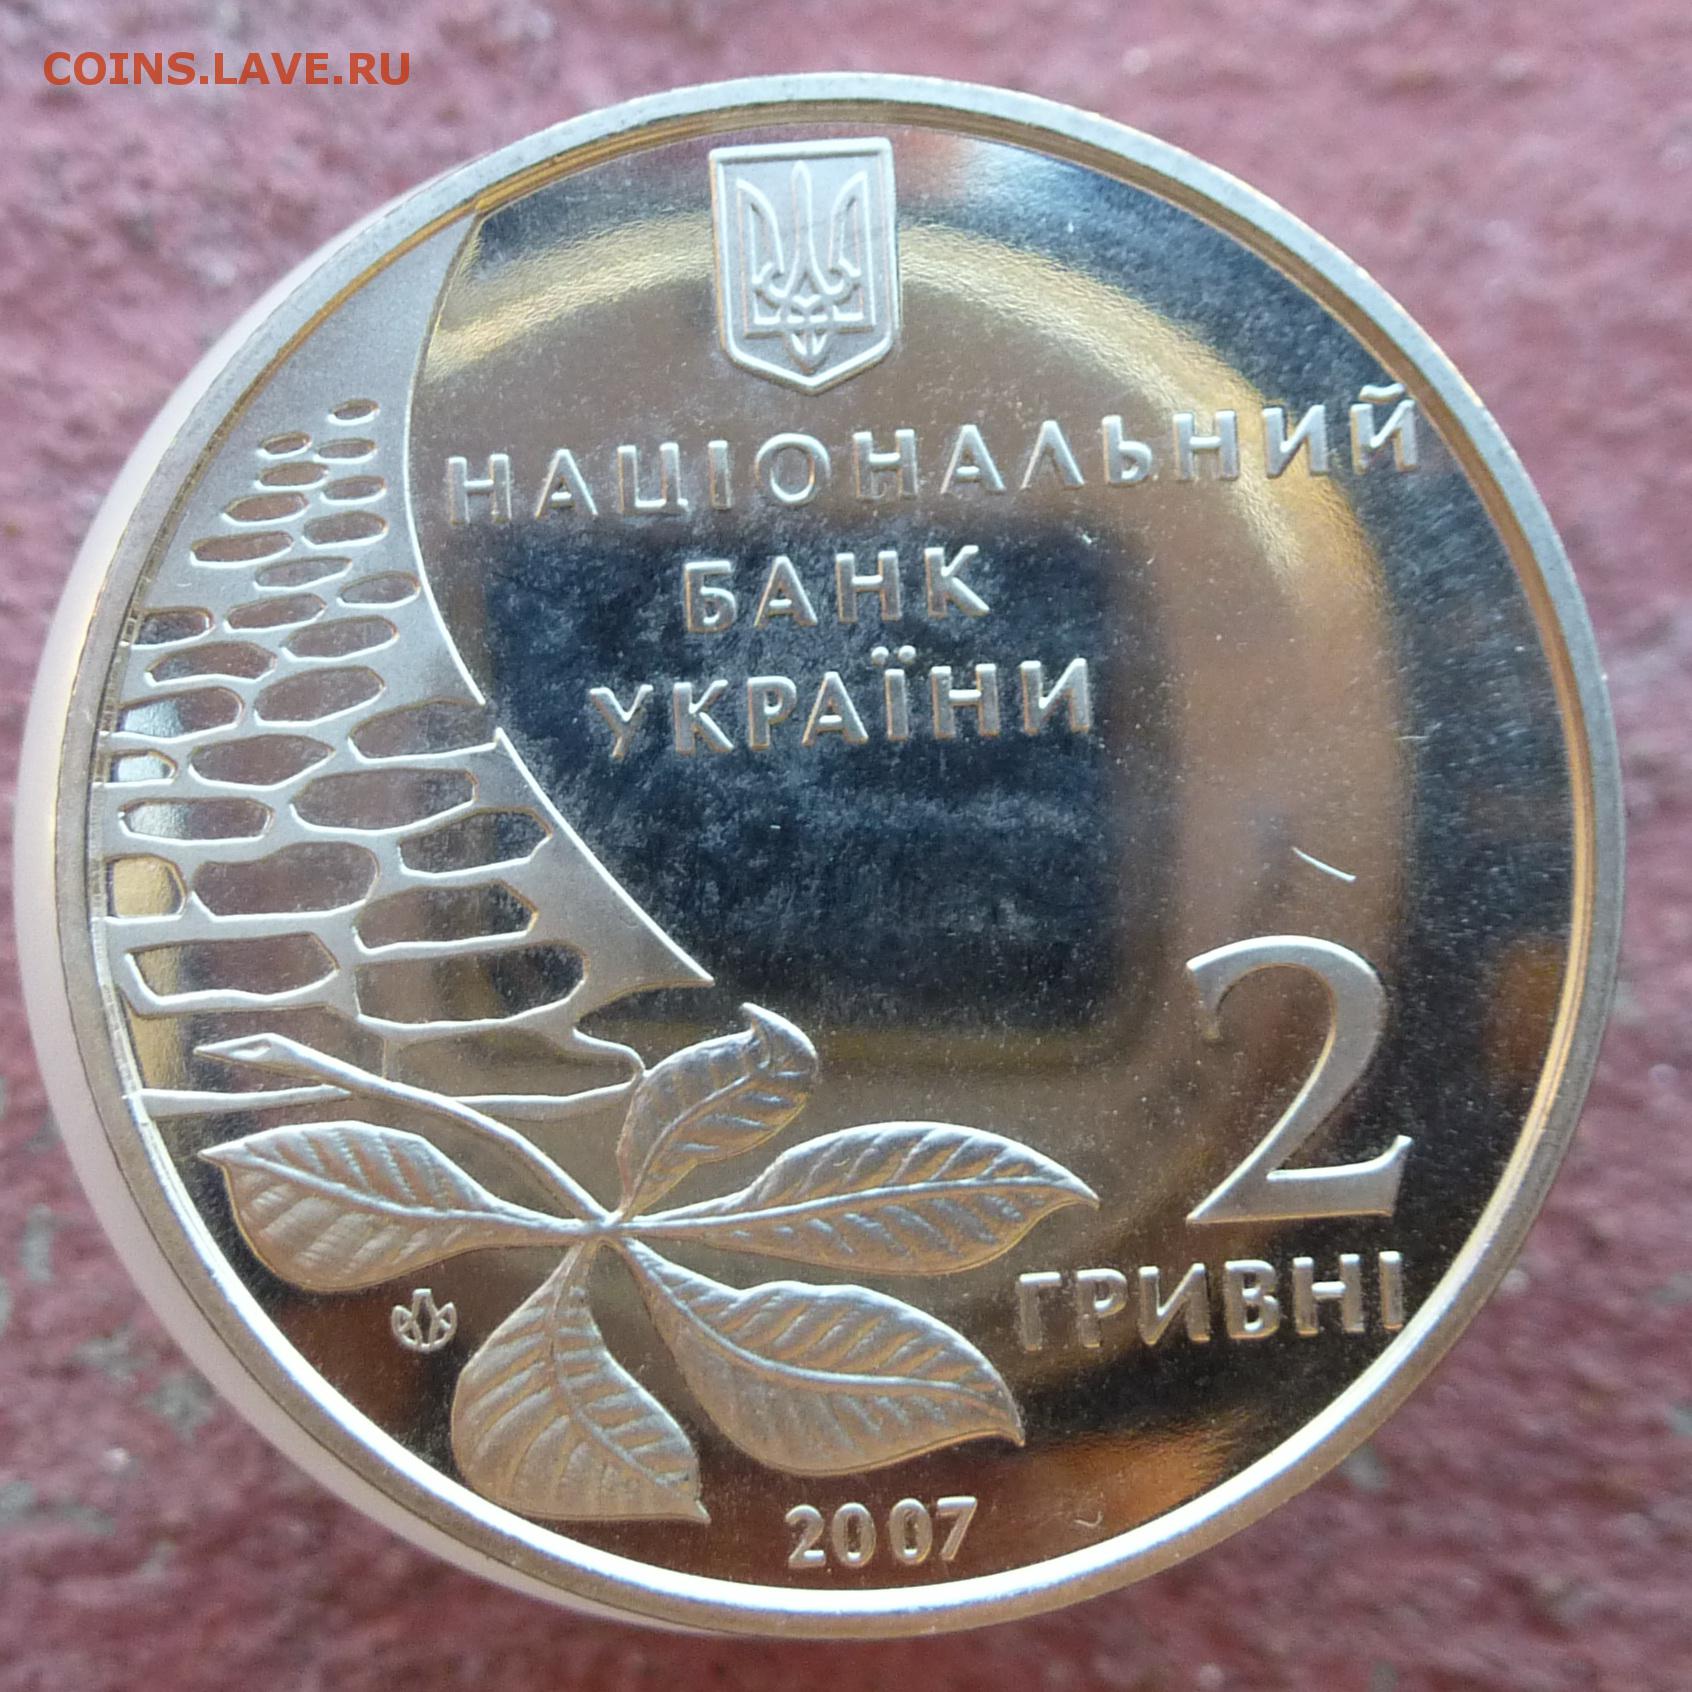 COINS.LAVE.RU
НАЦІОНАЛЬНИЙ
БАНК
УКРАЇНИ
2
ГРИВНІ
2007